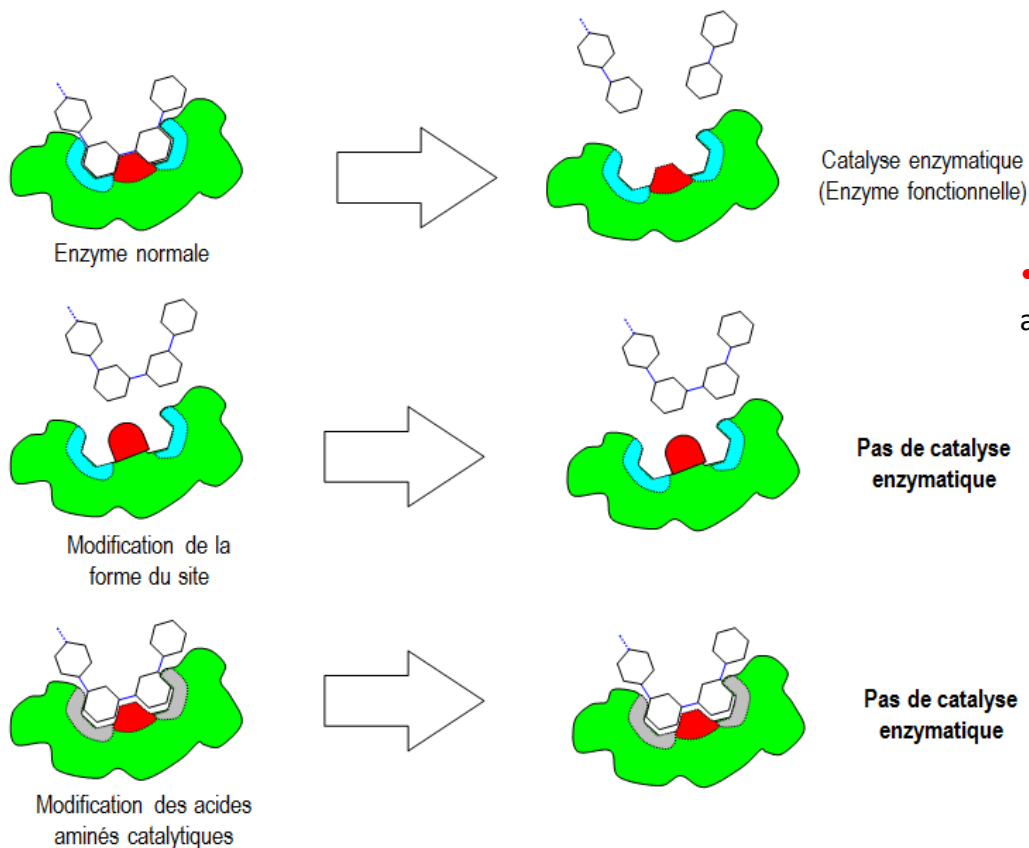 Catalyse enzymatique
(Enzyme fonctionnelle)
Enzyme normale
•
a
Modification de la
forme du site
Pas de catalyse
enzymatique
Modification des acides
aminés catalytiques
Pas de catalyse
enzymatique